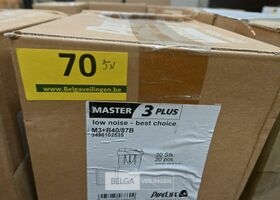 70 5x
www.Belgaveilingen.be
MASTER 3 PLUS
low noise - best choice
M3+B40/87B
3496102535
20 Stk
20 pcs
BELGA VEILINGEN
PIPELIFE